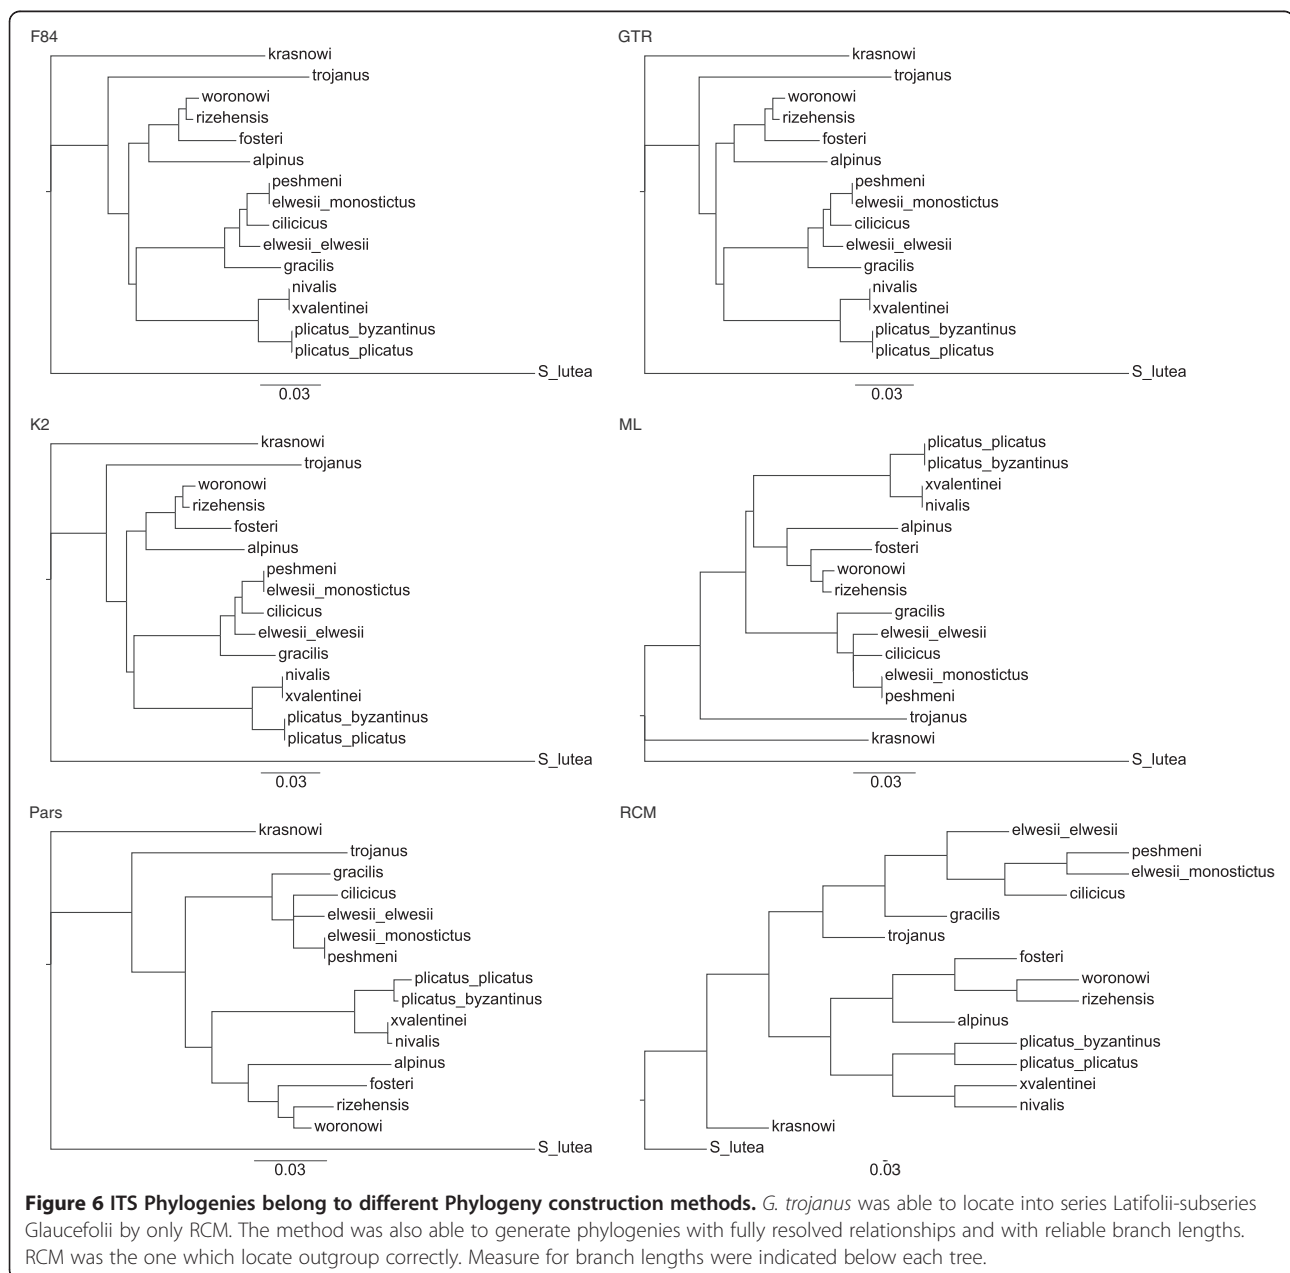 F84
krasnowi
trojanus
woronowi
rizehensis
fosteri
alpinus
peshmeni
elwesii_monostictus
cilicicus
elwesii_elwesii
gracilis
nivalis
xvalentinei
plicatus_byzantinus
plicatus_plicatus
S_lutea
0.03
GTR
krasnowi
trojanus
woronowi
rizehensis
fosteri
alpinus
peshmeni
elwesii_monostictus
cilicicus
elwesii_elwesii
gracilis
nivalis
xvalentinei
plicatus_byzantinus
plicatus_plicatus
S_lutea
0.03
K2
krasnowi
trojanus
woronowi
rizehensis
fosteri
alpinus
peshmeni
elwesii_monostictus
cilicicus
elwesii_elwesii
gracilis
nivalis
xvalentinei
plicatus_byzantinus
plicatus_plicatus
S_lutea
0.03
ML
plicatus_plicatus
plicatus_byzantinus
xvalentinei
nivalis
alpinus
fosteri
woronowi
rizehensis
gracilis
elwesii_elwesii
cilicicus
elwesii_monostictus
peshmeni
trojanus
krasnowi
S_lutea
0.03
Pars
krasnowi
trojanus
gracilis
cilicicus
elwesii_elwesii
elwesii_monostictus
peshmeni
plicatus_plicatus
plicatus_byzantinus
xvalentinei
nivalis
alpinus
fosteri
rizehensis
woronowi
S_lutea
0.03
RCM
elwesii_elwesii
peshmeni
elwesii_monostictus
cilicicus
gracilis
trojanus
fosteri
woronowi
rizehensis
alpinus
plicatus_byzantinus
plicatus_plicatus
xvalentinei
nivalis
krasnowi
S_lutea
0.03
Figure 6 ITS Phylogenies belong to different Phylogeny construction methods. G. trojanus was able to locate into series Latifolii-subseries
Glaucefolii by only RCM. The method was also able to generate phylogenies with fully resolved relationships and with reliable branch lengths.
RCM was the one which locate outgroup correctly. Measure for branch lengths were indicated below each tree.